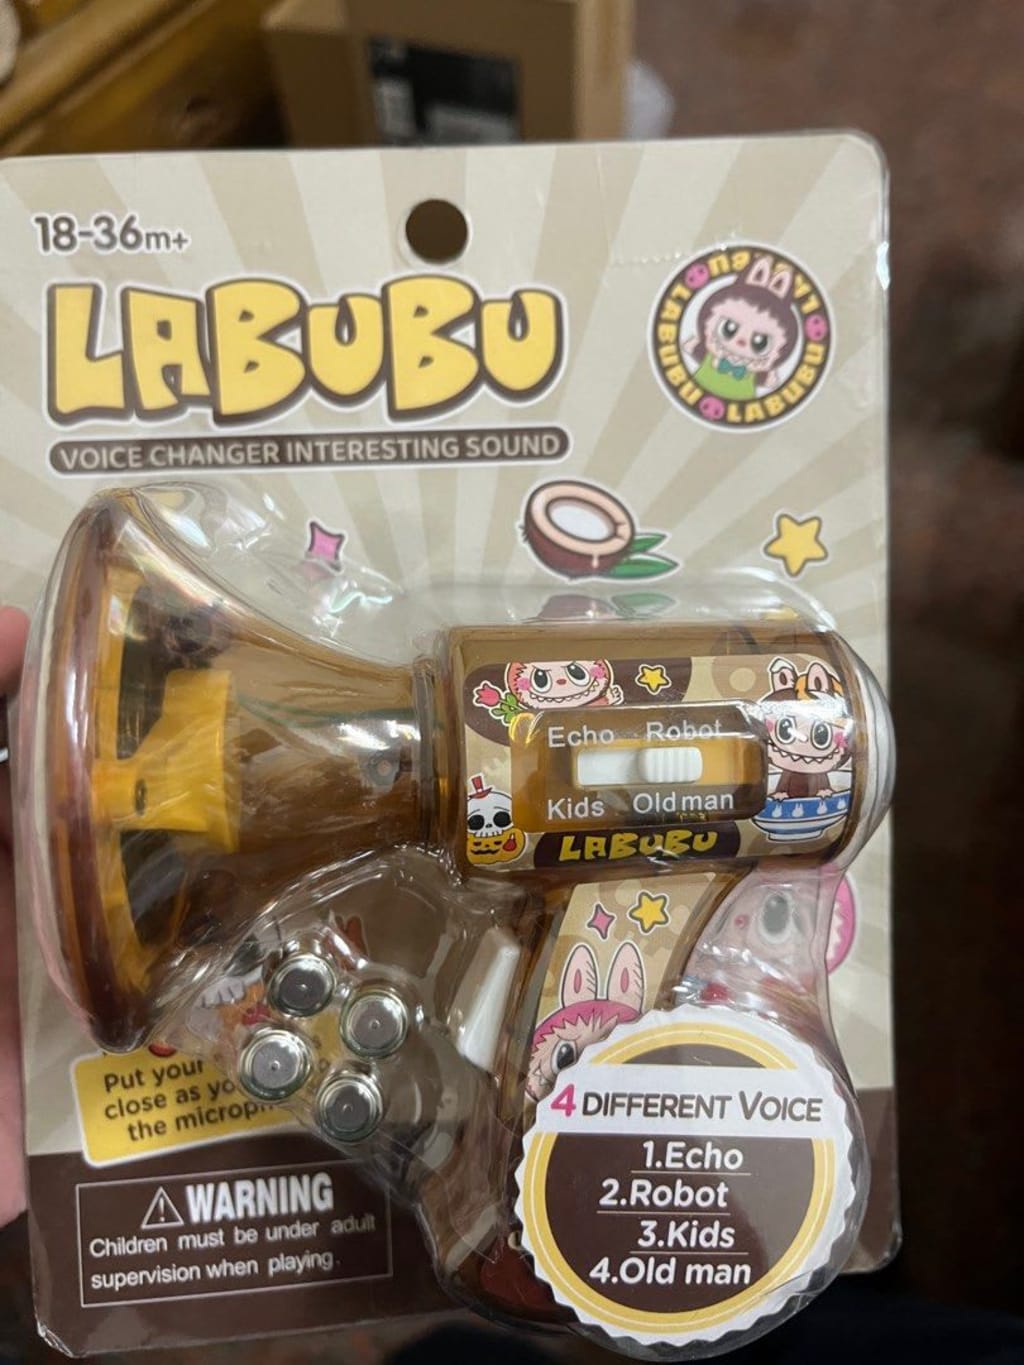 18-36m+
LABUBU
LABUBU LABUBU LABUBU
VOICE CHANGER INTERESTING SOUND
Echo Robot
Kids Old man
LABUBU
Put your
close as
the
4 DIFFERENT VOICE
1.Echo
2.Robot
3.Kids
4.Old man
WARNING
Children must be under adult
supervision when playing.